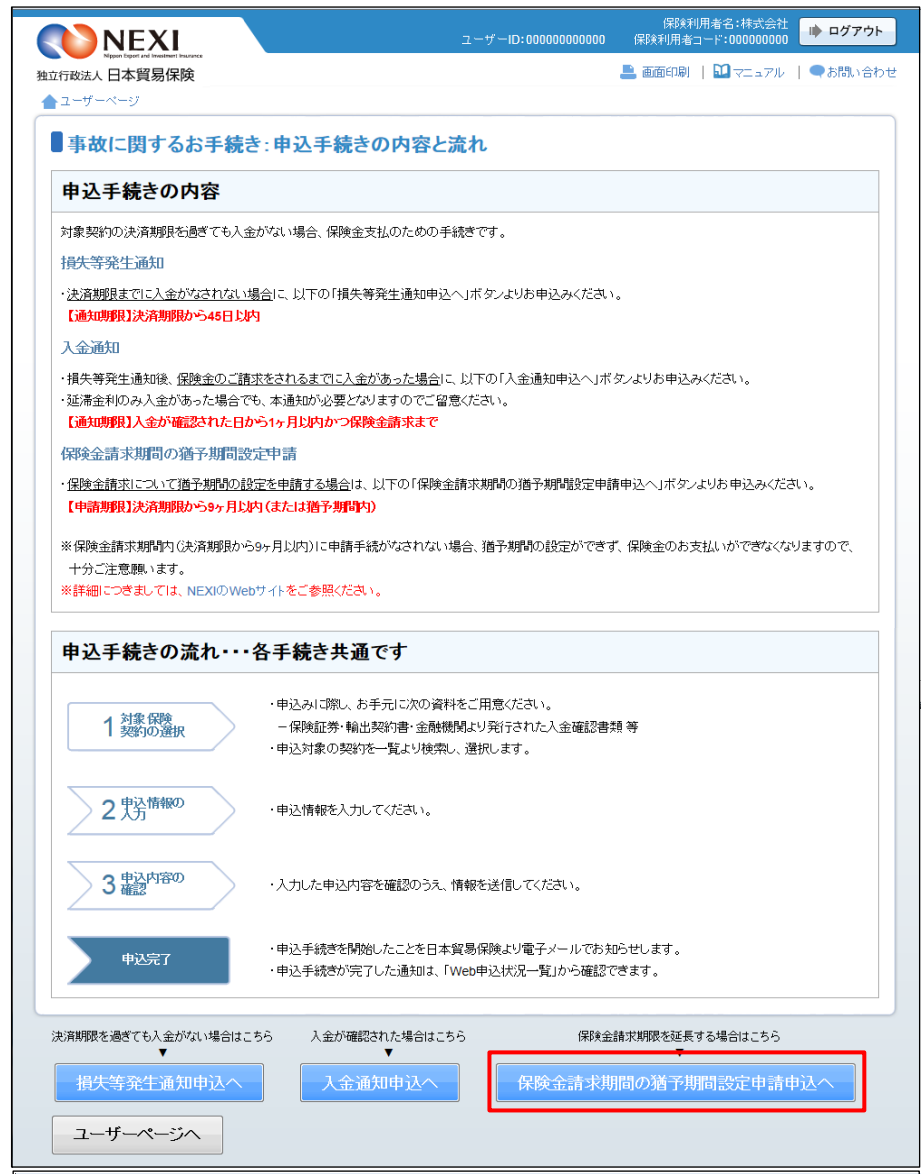 NEXI
Nippon Export and Investment Insurance
独立行政法人 日本貿易保険
ユーザーID:000000000000
保険利用者名:株式会社
保険利用者コード:000000000
ログアウト
画面印刷 | マニュアル | お問い合わせ
ユーザーページ
事故に関するお手続き:申込手続きの内容と流れ
申込手続きの内容
対象契約の決済期限を過ぎても入金がない場合、保険金支払のための手続きです。
損失等発生通知
・決済期限までに入金がなされない場合に、以下の「損失等発生通知申込へ」ボタンよりお申込みください。
【通知期限】決済期限から45日以内
入金通知
・損失等発生通知後、保険金のご請求をされるまでに入金があった場合に、以下の「入金通知申込へ」ボタンよりお申込みください。
・延滞金利のみ入金があった場合でも、本通知が必要となりますのでご留意ください。
【通知期限】入金が確認された日から1ヶ月以内かつ保険金請求まで
保険金請求期間の猶予期間設定申請
・保険金請求について猶予期間の設定を申請する場合は、以下の「保険金請求期間の猶予期間設定申請申込へ」ボタンよりお申込みください。
【申請期限】決済期限から9ヶ月以内(または猶予期間内)
※保険金請求期間内(決済期限から9ヶ月以内)に申請手続がなされない場合、猶予期間の設定ができず、保険金のお支払いができなくなりますので、
十分ご注意願います。
※詳細につきましては、NEXIのWebサイトをご参照ください。
申込手続きの流れ・・・各手続き共通です
1 対象保険
契約の選択
・申込みに際し、お手元に次の資料をご用意ください。
－保険証券・輸出契約書・金融機関より発行された入金確認書類 等
・申込対象の契約を一覧より検索し、選択します。
2 申込情報の
入力
・申込情報を入力してください。
3 申込内容の
確認
・入力した申込内容を確認のうえ、情報を送信してください。
申込完了
・申込手続きを開始したことを日本貿易保険より電子メールでお知らせします。
・申込手続きが完了した通知は、「Web申込状況一覧」から確認できます。
決済期限を過ぎても入金がない場合はこちら
▼
損失等発生通知申込へ
入金が確認された場合はこちら
▼
入金通知申込へ
保険金請求期限を延長する場合はこちら
▼
保険金請求期間の猶予期間設定申請申込へ
ユーザーページへ